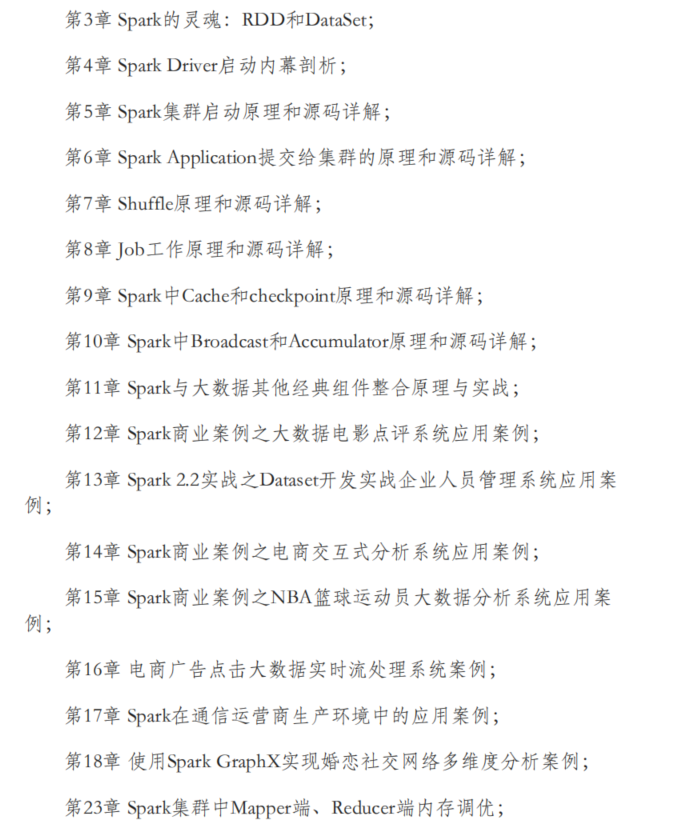 第3章 Spark的灵魂：RDD和DataSet；
第4章 Spark Driver启动内幕剖析；
第5章 Spark集群启动原理和源码详解；
第6章 Spark Application提交给集群的原理和源码详解；
第7章 Shuffle原理和源码详解；
第8章 Job工作原理和源码详解；
第9章 Spark中Cache和checkpoint原理和源码详解；
第10章 Spark中Broadcast和Accumulator原理和源码详解；
第11章 Spark与大数据其他经典组件整合原理与实战；
第12章 Spark商业案例之大数据电影点评系统应用案例；
第13章 Spark 2.2实战之Dataset开发实战企业人员管理系统应用案
例；
第14章 Spark商业案例之电商交互式分析系统应用案例；
第15章 Spark商业案例之NBA篮球运动员大数据分析系统应用案
例；
第16章 电商广告点击大数据实时流处理系统案例；
第17章 Spark在通信运营商生产环境中的应用案例；
第18章 使用Spark GraphX实现婚恋社交网络多维度分析案例；
第23章 Spark集群中Mapper端、Reducer端内存调优；